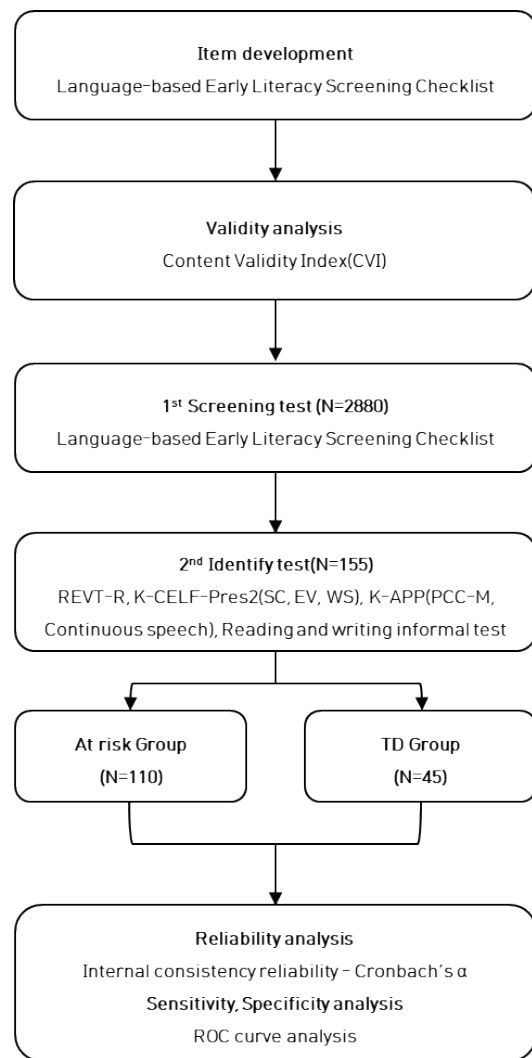 Item development
Language-based Early Literacy Screening Checklist
Validity analysis
Content Validity Index(CVI)
1st Screening test (N=2880)
Language-based Early Literacy Screening Checklist
2nd Identify test(N=155)
REVT-R, K-CELF-Pres2(SC, EV, WS), K-APP(PCC-M,
Continuous speech), Reading and writing informal test
At risk Group
(N=110)
TD Group
(N=45)
Reliability analysis
Internal consistency reliability - Cronbach's α
Sensitivity, Specificity analysis
ROC curve analysis